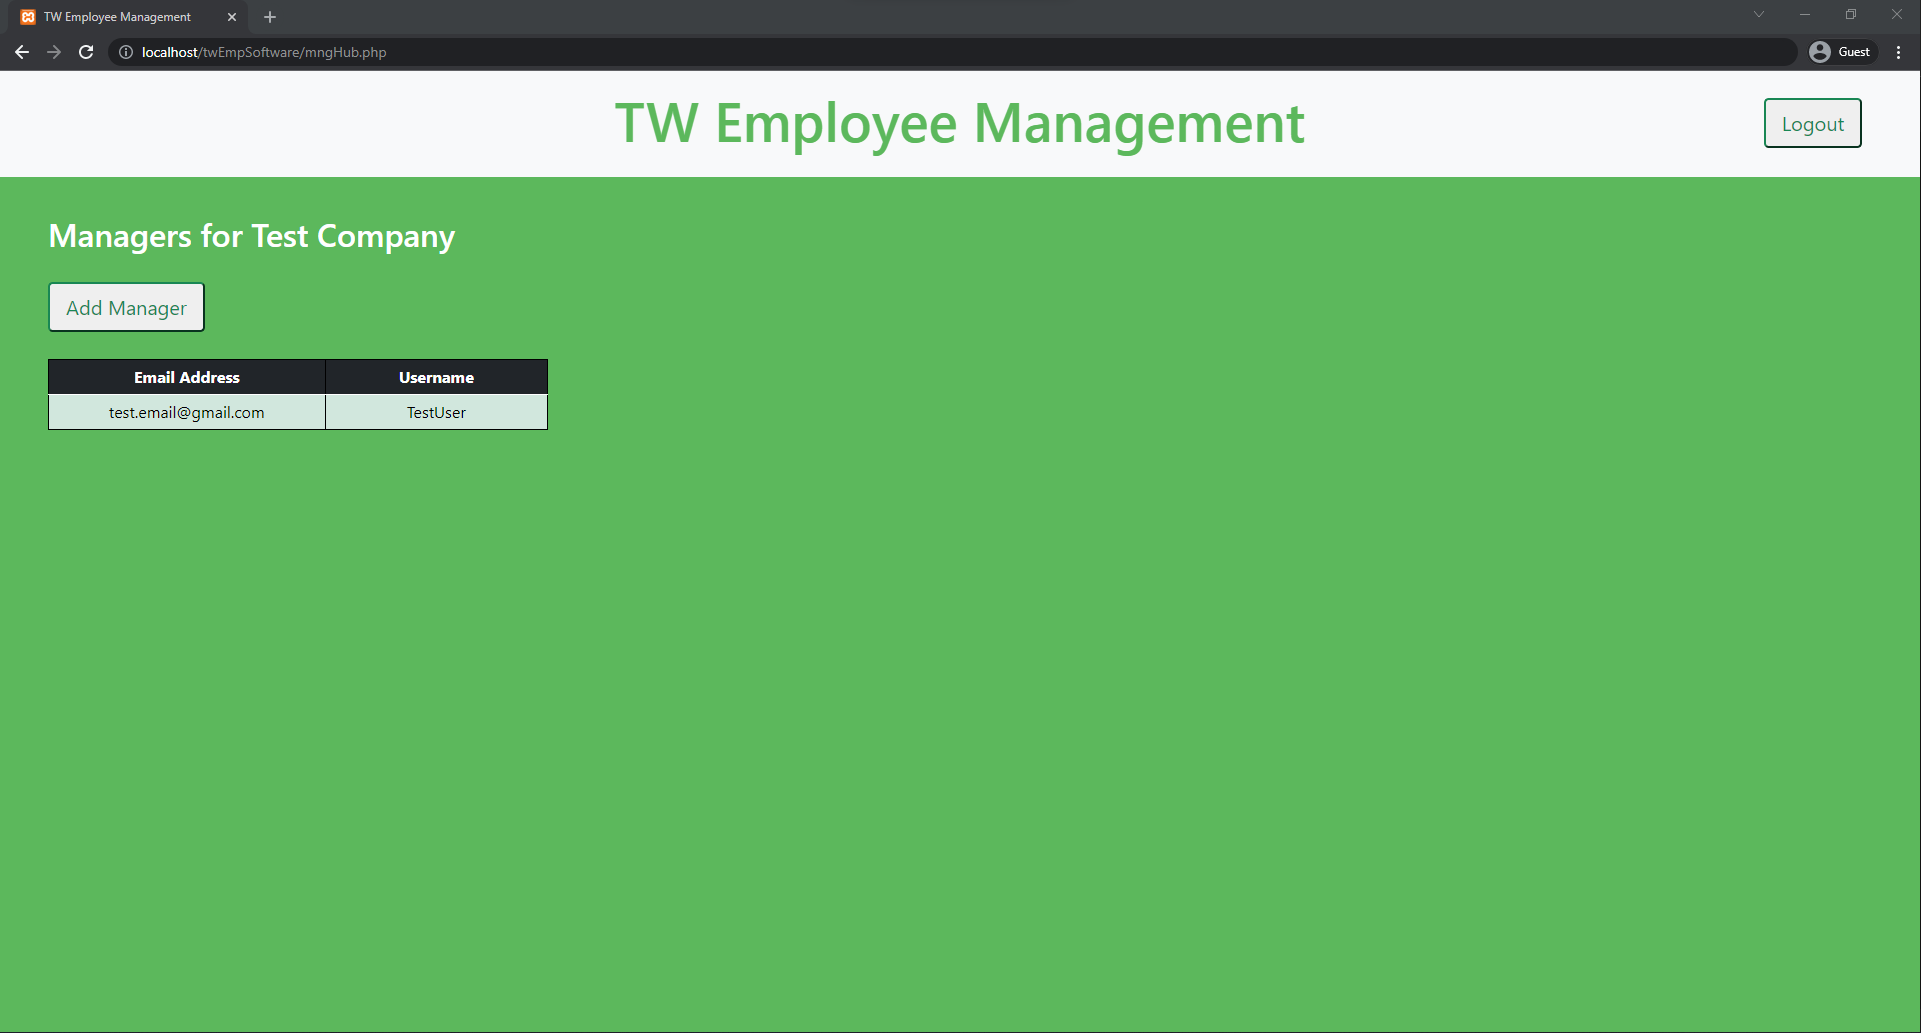 TW Employee Management
localhost/twEmpSoftware/mngHub.php
Guest
TW Employee Management
Logout
Managers for Test Company
Add Manager
Email Address Username
test.email@gmail.com TestUser